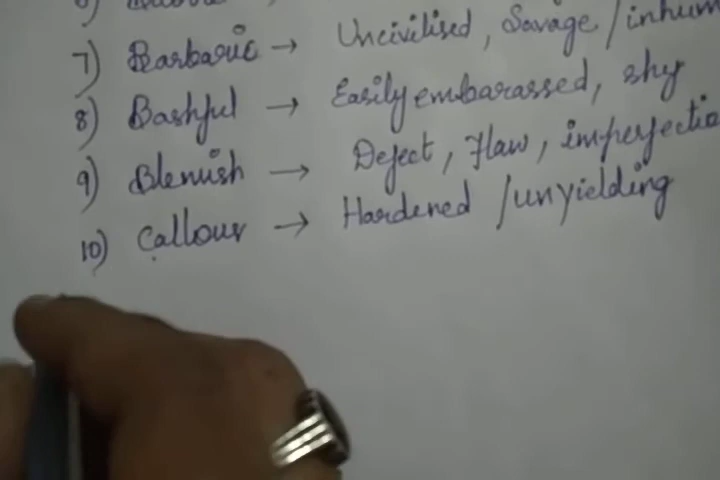 7) Barbaric → Uncivilised, Savage / inhum
8) Bashful → Easily embarassed, shy
9) Blemish → Defect, Flaw, imperfectio
10) Callous → Hardened / unyielding